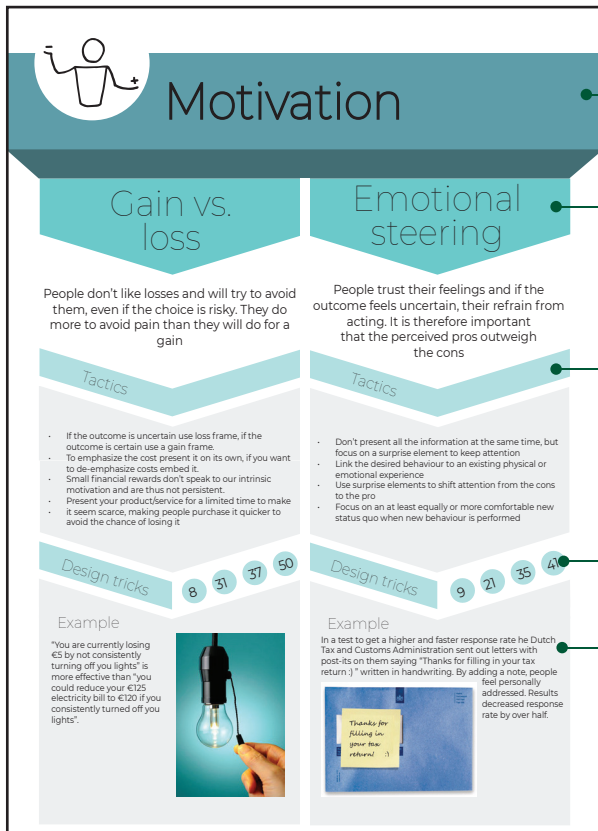 Motivation
Gain vs.
loss
People don't like losses and will try to avoid
them, even if the choice is risky. They do
more to avoid pain than they will do for a
gain
Tactics
· If the outcome is uncertain use loss frame, if the
outcome is certain use a gain frame.
· To emphasize the cost present it on its own, if you want
to de-emphasize costs embed it.
· Small financial rewards don't speak to our intrinsic
motivation and are thus not persistent.
· Present your product/service for a limited time to make
· it seem scarce, making people purchase it quicker to
avoid the chance of losing it
Design tricks 8 31 37 50
Example
"You are currently losing
€5 by not consistently
turning off you lights" is
more effective than "you
could reduce your €125
electricity bill to €120 if you
consistently turned off you
lights".
Emotional
steering
People trust their feelings and if the
outcome feels uncertain, their refrain from
acting. It is therefore important
that the perceived pros outweigh
the cons
Tactics
· Don't present all the information at the same time, but
focus on a surprise element to keep attention
· Link the desired behaviour to an existing physical or
emotional experience
· Use surprise elements to shift attention from the cons
to the pro
· Focus on an at least equally or more comfortable new
status quo when new behaviour is performed
Design tricks 9 21 35 41
Example
In a test to get a higher and faster response rate he Dutch
Tax and Customs Administration sent out letters with
post-its on them saying "Thanks for filling in your tax
return :) " written in handwriting. By adding a note, people
feel personally
addressed. Results
decreased response
rate by over half.
Thanks for
filling in
your tax
return! :)